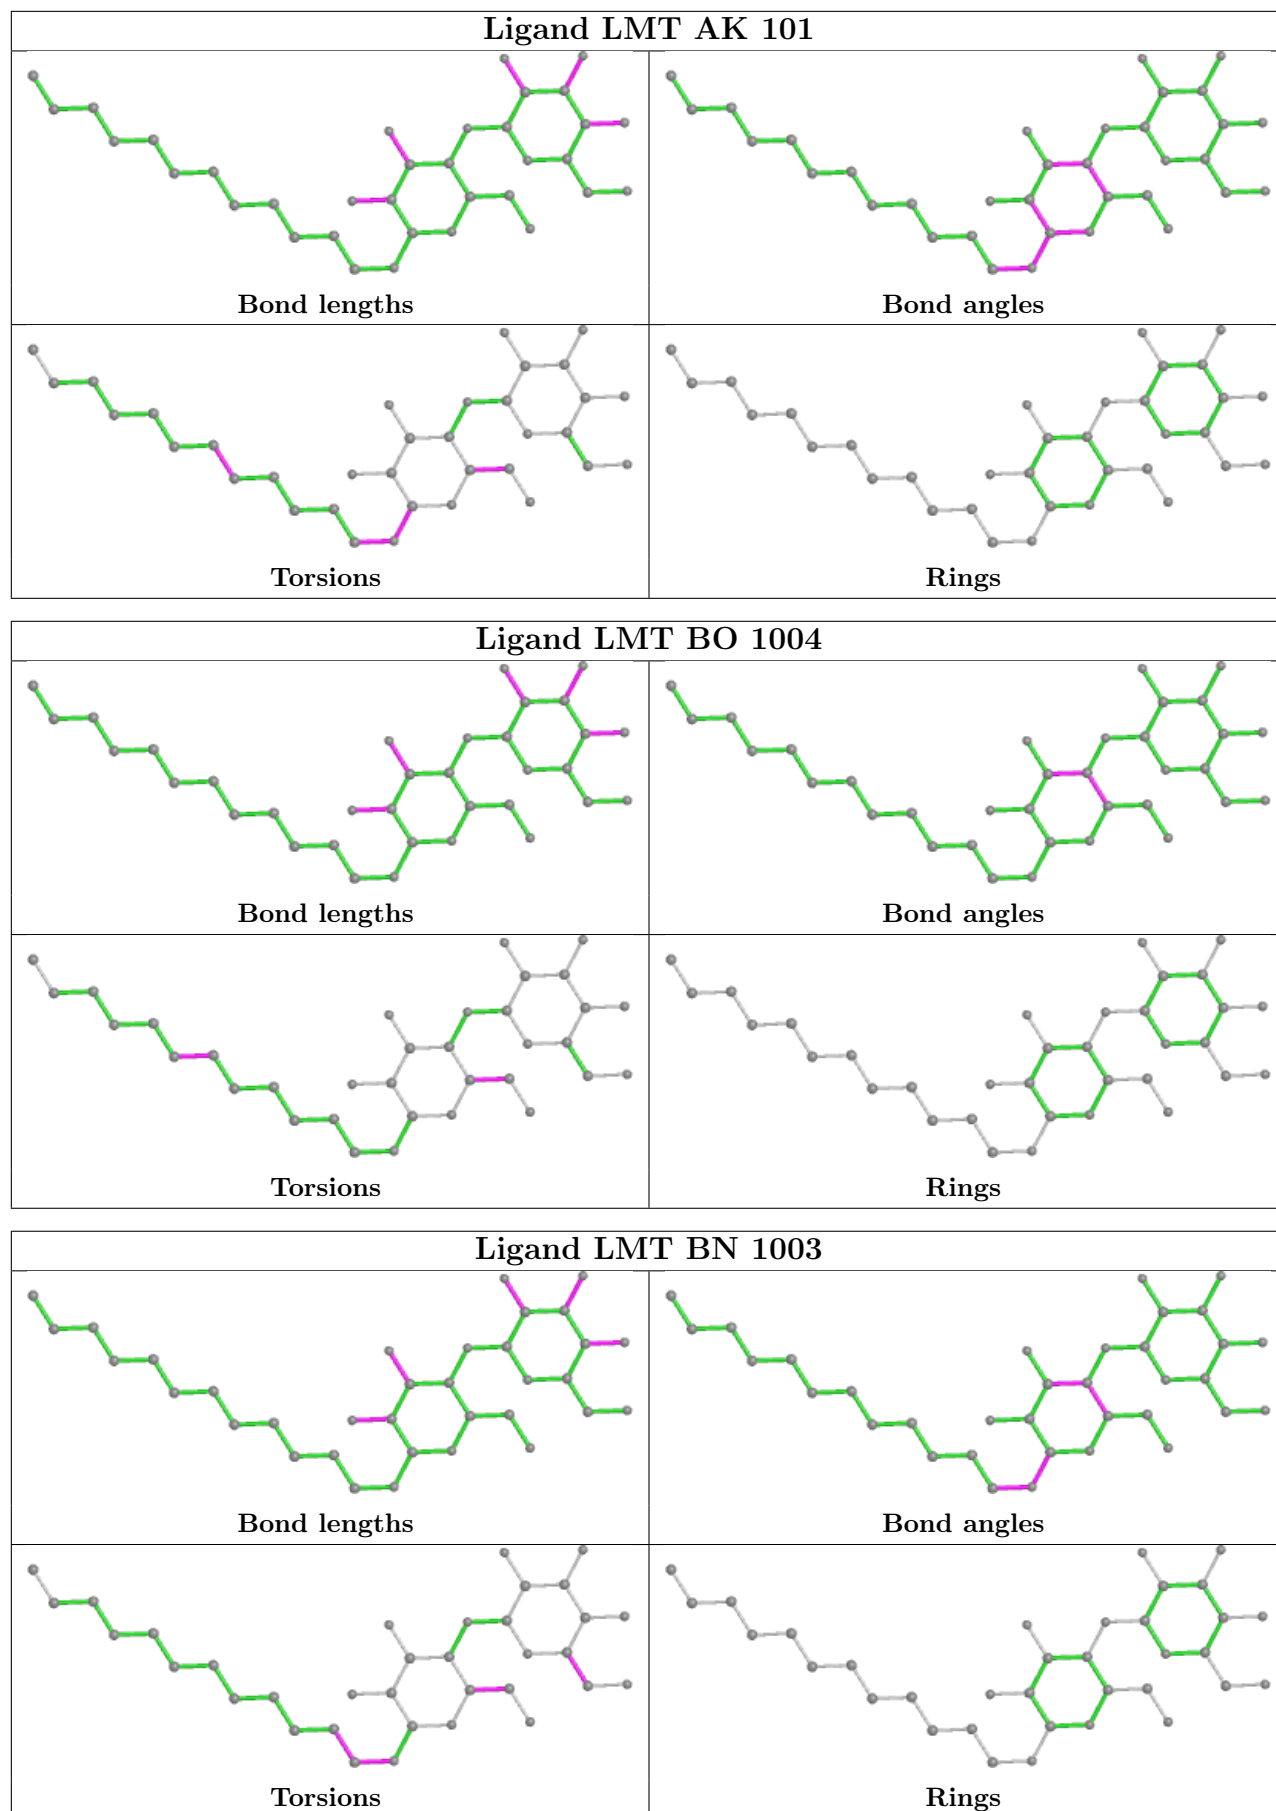 Ligand LMT AK 101
Bond lengths
Bond angles
Torsions
Rings
Ligand LMT BO 1004
Bond lengths
Bond angles
Torsions
Rings
Ligand LMT BN 1003
Bond lengths
Bond angles
Torsions
Rings